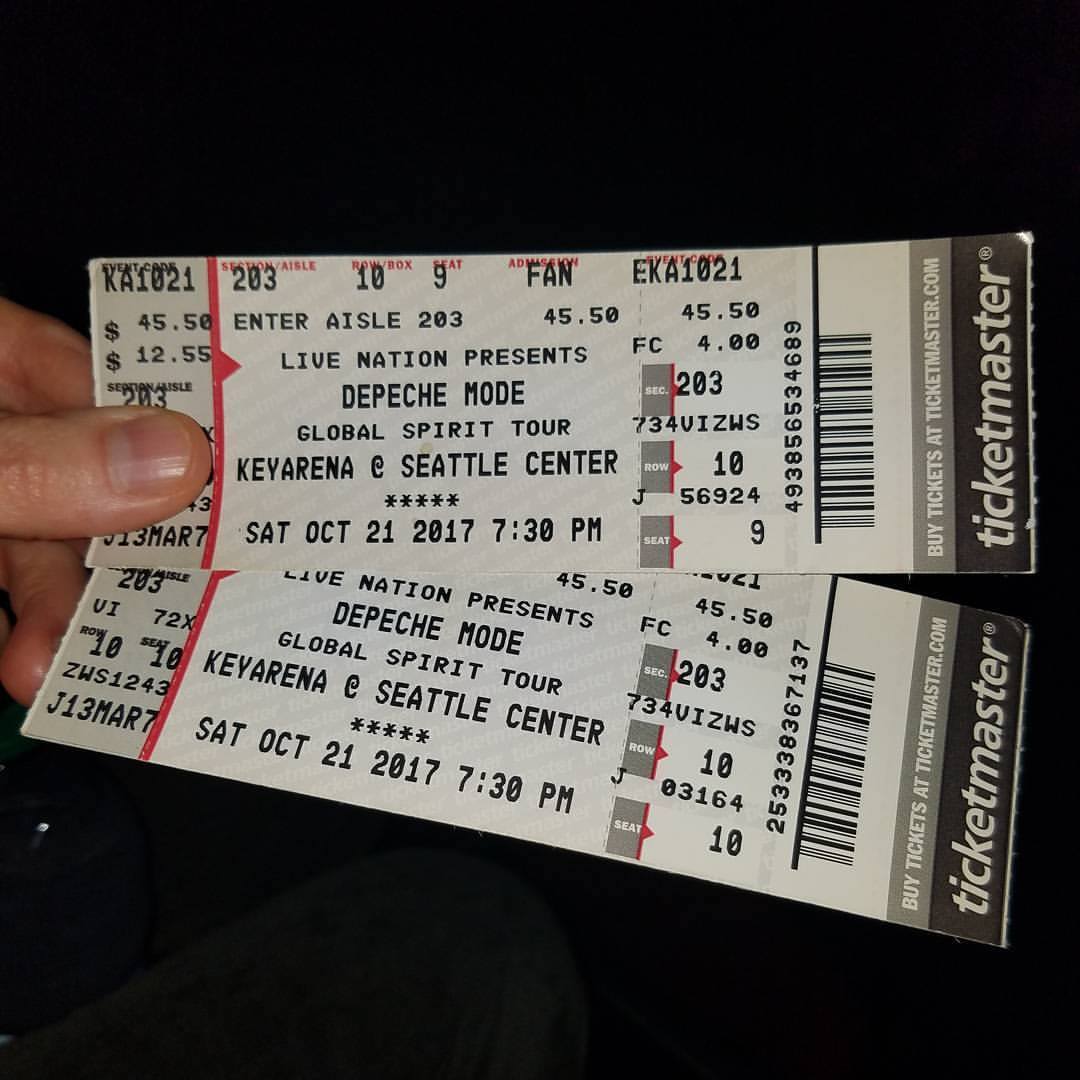 EVENT CODE SECTION/AISLE ROW/BOX SEAT ADMISSION EVENT CODE
KA1021 203 10 9 FAN EKA1021
$ 45.50 ENTER AISLE 203 45.50 45.50
$ 12.55 LIVE NATION PRESENTS FC 4.00
SECTION/AISLE
203 DEPECHE MODE SEC. 203
GLOBAL SPIRIT TOUR 734VIZWS
X KEYARENA @ SEATTLE CENTER ROW 10
43 ***** J 56924
J13MAR7 SAT OCT 21 2017 7:30 PM SEAT 9
4938565534689
BUY TICKETS AT TICKETMASTER.COM
ticketmaster®
203 LIVE NATION PRESENTS 45.50 45.50
VI 72X DEPECHE MODE FC 4.00
ROW SEAT GLOBAL SPIRIT TOUR SEC. 203
10 10 KEYARENA @ SEATTLE CENTER 734VIZWS
ZWS1243 ***** ROW 10
J13MAR7 SAT OCT 21 2017 7:30 PM J 03164
SEAT 10
2533383367137
BUY TICKETS AT TICKETMASTER.COM
ticketmaster®